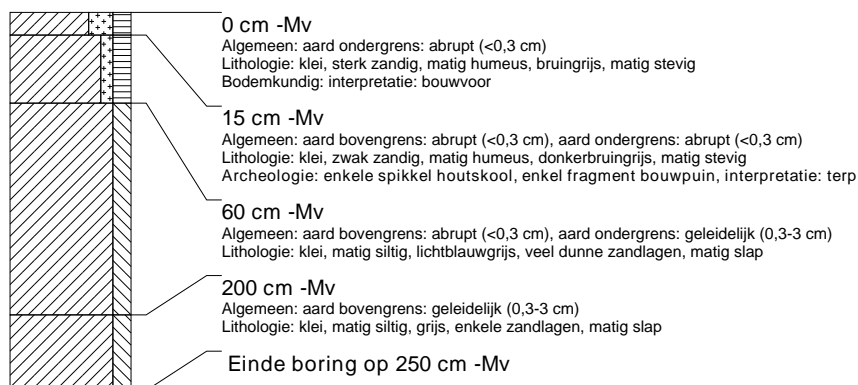 0 cm -Mv
Algemeen: aard ondergrens: abrupt (<0,3 cm)
Lithologie: klei, sterk zandig, matig humeus, bruingrijs, matig stevig
Bodemkundig: interpretatie: bouwvoor
15 cm -Mv
Algemeen: aard bovengrens: abrupt (<0,3 cm), aard ondergrens: abrupt (<0,3 cm)
Lithologie: klei, zwak zandig, matig humeus, donkerbruingrijs, matig stevig
Archeologie: enkele spikkel houtskool, enkel fragment bouwpuin, interpretatie: terp
60 cm -Mv
Algemeen: aard bovengrens: abrupt (<0,3 cm), aard ondergrens: geleidelijk (0,3-3 cm)
Lithologie: klei, matig siltig, lichtblauwgrijs, veel dunne zandlagen, matig slap
200 cm -Mv
Algemeen: aard bovengrens: geleidelijk (0,3-3 cm)
Lithologie: klei, matig siltig, grijs, enkele zandlagen, matig slap
Einde boring op 250 cm -Mv